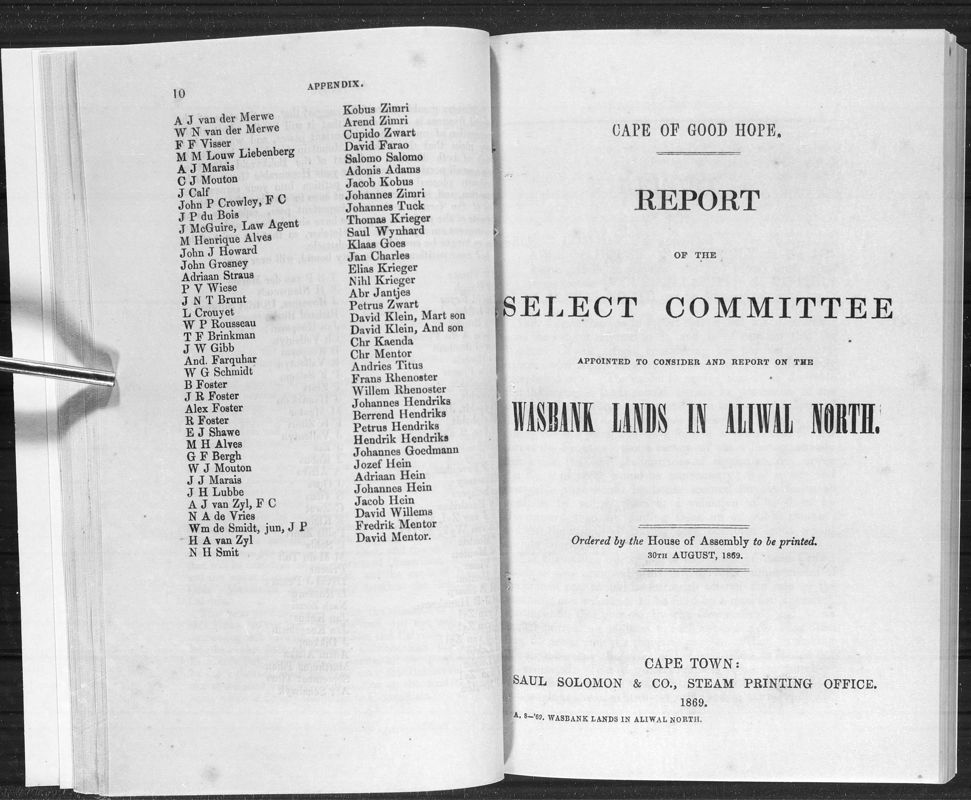 10
APPENDIX.
A J van der Merwe
W N van der Merwe
F F Visser
M M Louw Liebenberg
A J Marais
C J Mouton
J Calf
John P Crowley, F C
J P du Bois
J McGuire, Law Agent
M Henrique Alves
John J Howard
John Grosney
Adriaan Straus
P V Wiese
J N T Brunt
L Crouyet
W P Rousseau
T F Brinkman
J W Gibb
And. Farquhar
W G Schmidt
B Foster
J R Foster
Alex Foster
R Foster
E J Shawe
M H Alves
G F Bergh
W J Mouton
J J Marais
J H Lubbe
A J van Zyl, F C
N A de Vries
Wm de Smidt, jun, J P
H A van Zyl
N H Smit
Kobus Zimri
Arend Zimri
Cupido Zwart
David Farao
Salomo Salomo
Adonis Adams
Jacob Kobus
Johannes Zimri
Johannes Tuck
Thomas Krieger
Saul Wynhard
Klaas Goes
Jan Charles
Elias Krieger
Nihl Krieger
Abr Jantjes
Petrus Zwart
David Klein, Mart son
David Klein, And son
Chr Kaenda
Chr Mentor
Andries Titus
Frans Rhenoster
Willem Rhenoster
Johannes Hendriks
Berrend Hendriks
Petrus Hendriks
Hendrik Hendriks
Johannes Goedmann
Jozef Hein
Adriaan Hein
Johannes Hein
Jacob Hein
David Willems
Fredrik Mentor
David Mentor.
CAPE OF GOOD HOPE.
REPORT
OF THE
SELECT COMMITTEE
APPOINTED TO CONSIDER AND REPORT ON THE
WASBANK LANDS IN ALIWAL NORTH.
Ordered by the House of Assembly to be printed.
30TH AUGUST, 1869.
CAPE TOWN:
SAUL SOLOMON & CO., STEAM PRINTING OFFICE.
1869.
A. 8—'69. WASBANK LANDS IN ALIWAL NORTH.